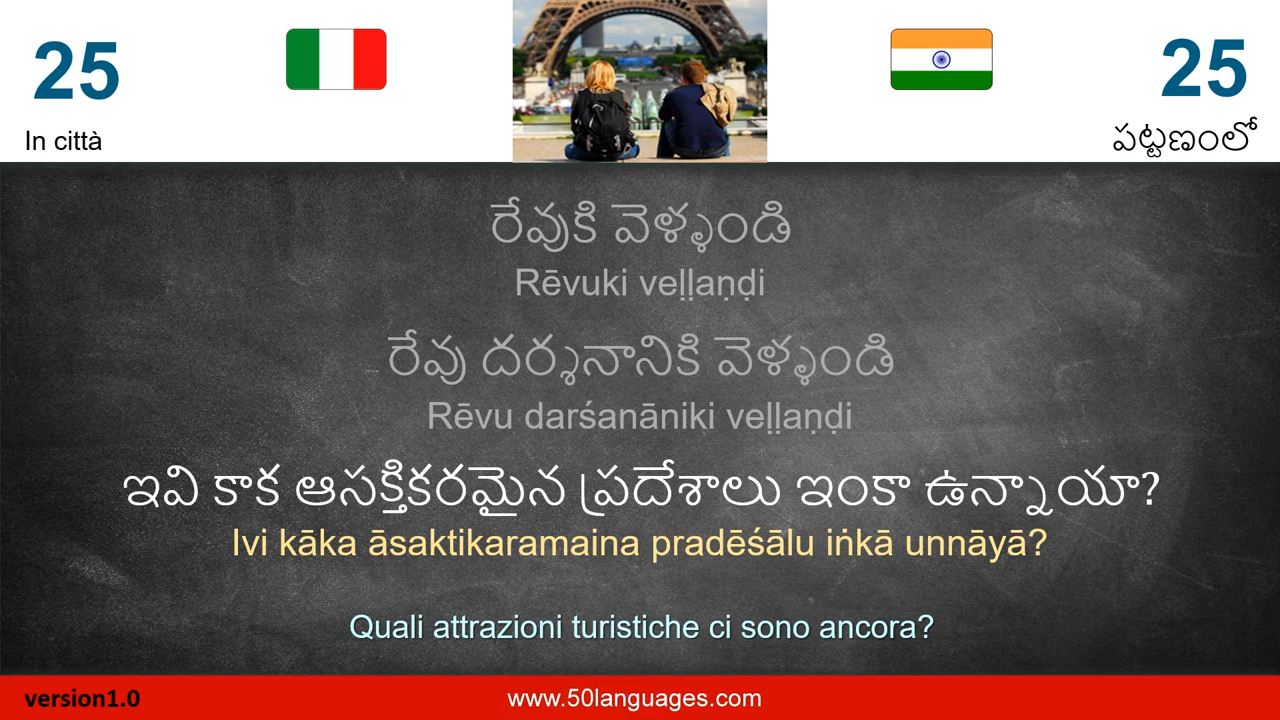 25
25
In città
పట్టణంలో
రేవుకి వెళ్ళండి
Rēvuki veḷḷaṇḍi
రేవు దర్శనానికి వెళ్ళండి
Rēvu darśanāniki veḷḷaṇḍi
ఇవి కాక ఆసక్తికరమైన ప్రదేశాలు ఇంకా ఉన్నాయా?
Ivi kāka āsaktikaramaina pradēśālu iṅkā unnāyā?
Quali attrazioni turistiche ci sono ancora?
version1.0
www.50languages.com